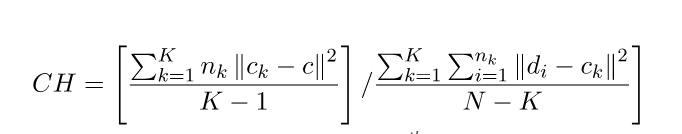 CH = \left[ \frac{\sum_{k=1}^{K} n_k \left\| c_k - c \right\|^2}{K - 1} \right] / \left. \frac{\sum_{k=1}^{K} \sum_{i=1}^{n_k} \left\| d_i - c_k \right\|^2}{N - K} \right]